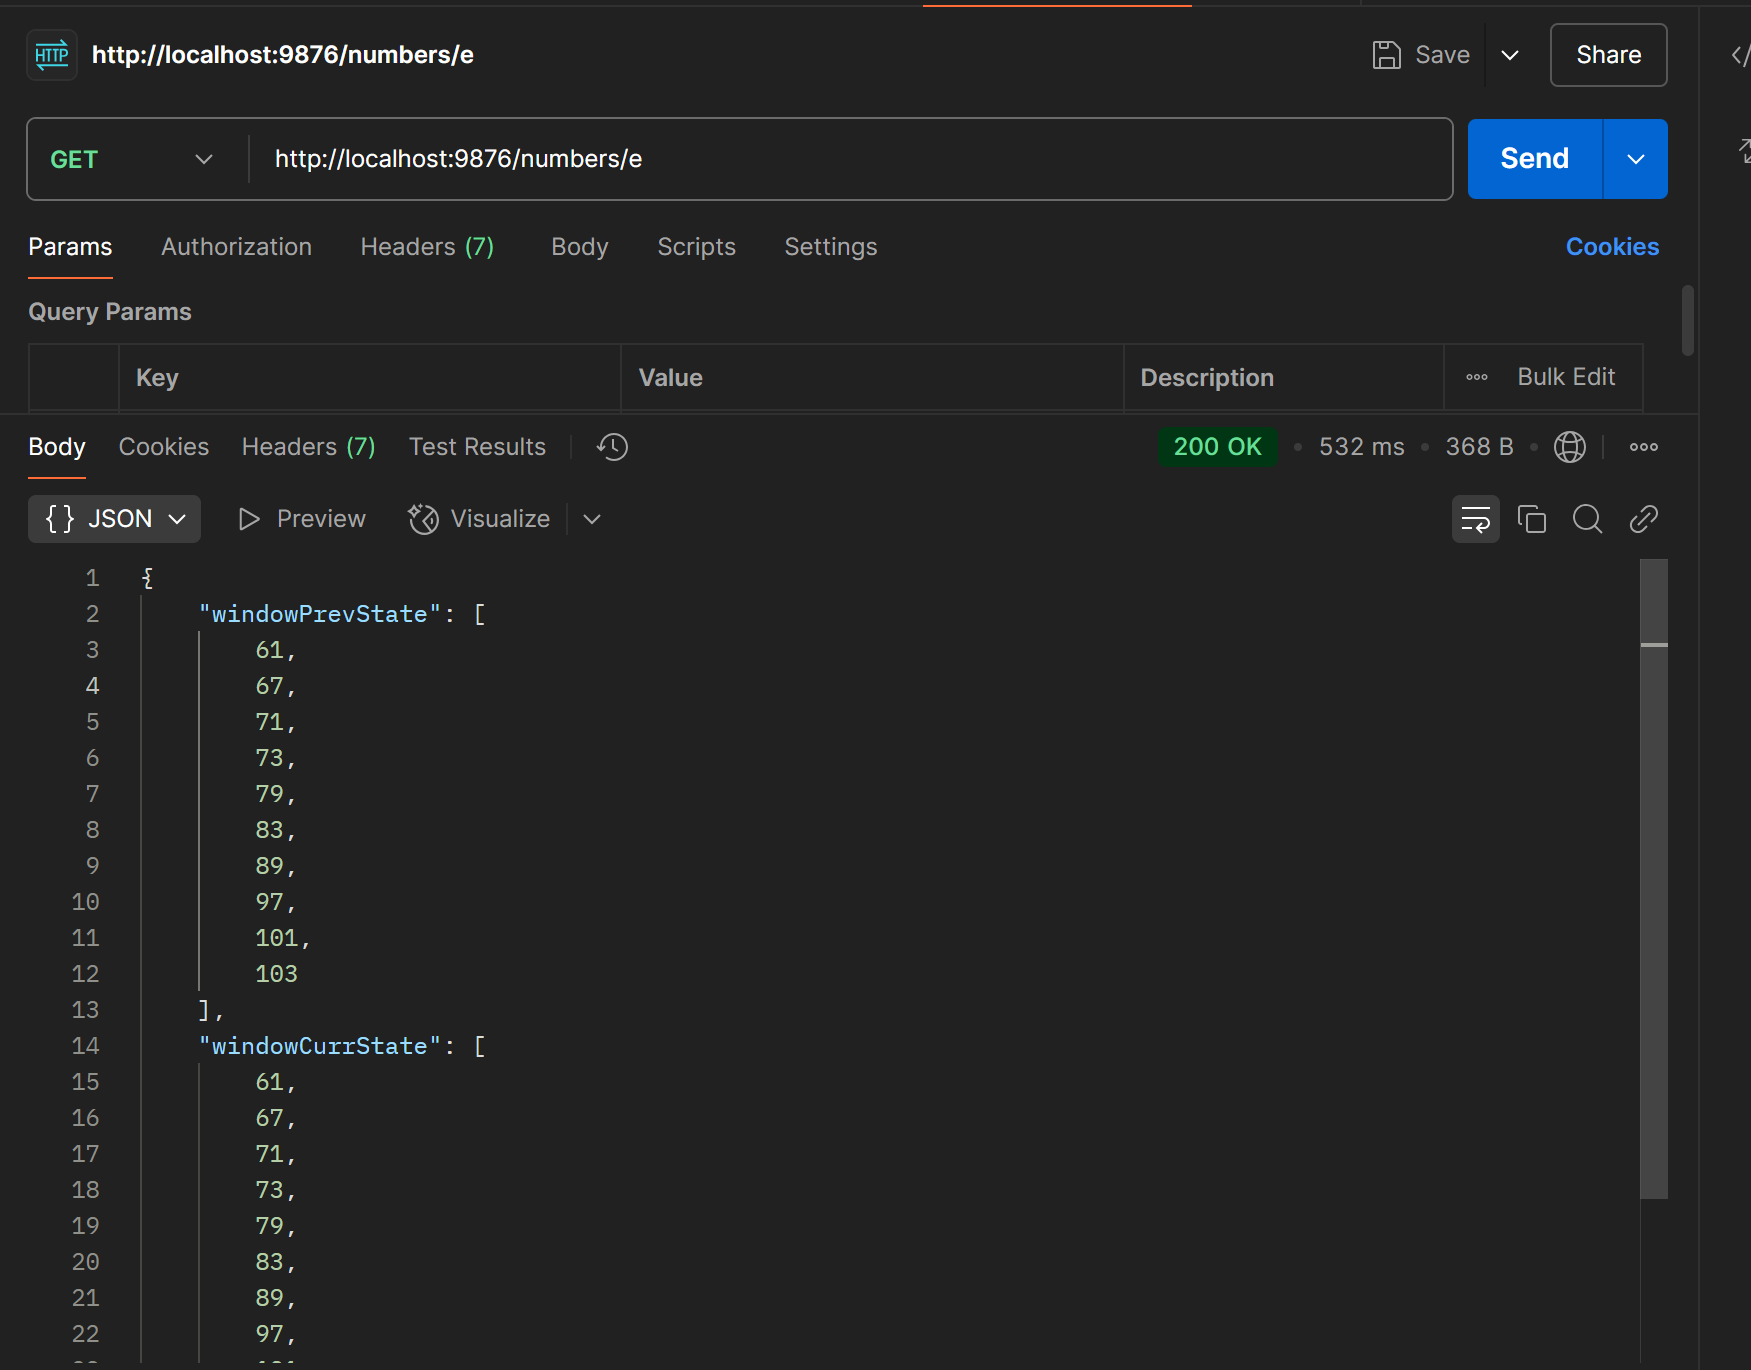 HTTP http://localhost:9876/numbers/e Save Share
GET http://localhost:9876/numbers/e Send
Params Authorization Headers (7) Body Scripts Settings Cookies
Query Params
Key Value Description Bulk Edit
Body Cookies Headers (7) Test Results 200 OK 532 ms 368 B
{} JSON Preview Visualize
1 {
2 "windowPrevState": [
3 61,
4 67,
5 71,
6 73,
7 79,
8 83,
9 89,
10 97,
11 101,
12 103
13 ],
14 "windowCurrState": [
15 61,
16 67,
17 71,
18 73,
19 79,
20 83,
21 89,
22 97,